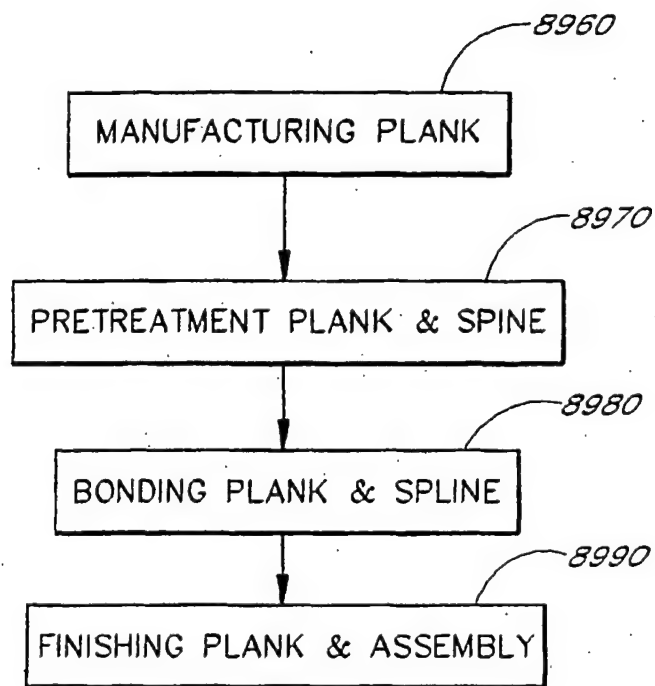 8960
MANUFACTURING PLANK
8970
PRETREATMENT PLANK & SPINE
8980
BONDING PLANK & SPLINE
8990
FINISHING PLANK & ASSEMBLY